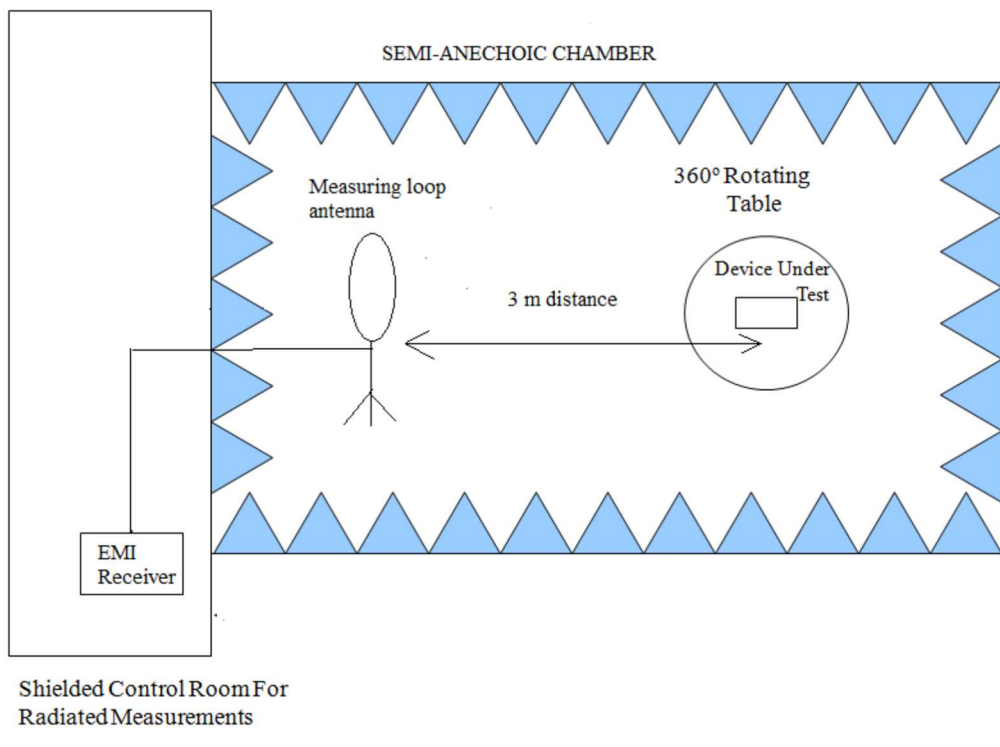 SEMI-ANECHOIC CHAMBER
Measuring loop
antenna
360º Rotating
Table
Device Under
Test
3 m distance
EMI
Receiver
Shielded Control Room For
Radiated Measurements